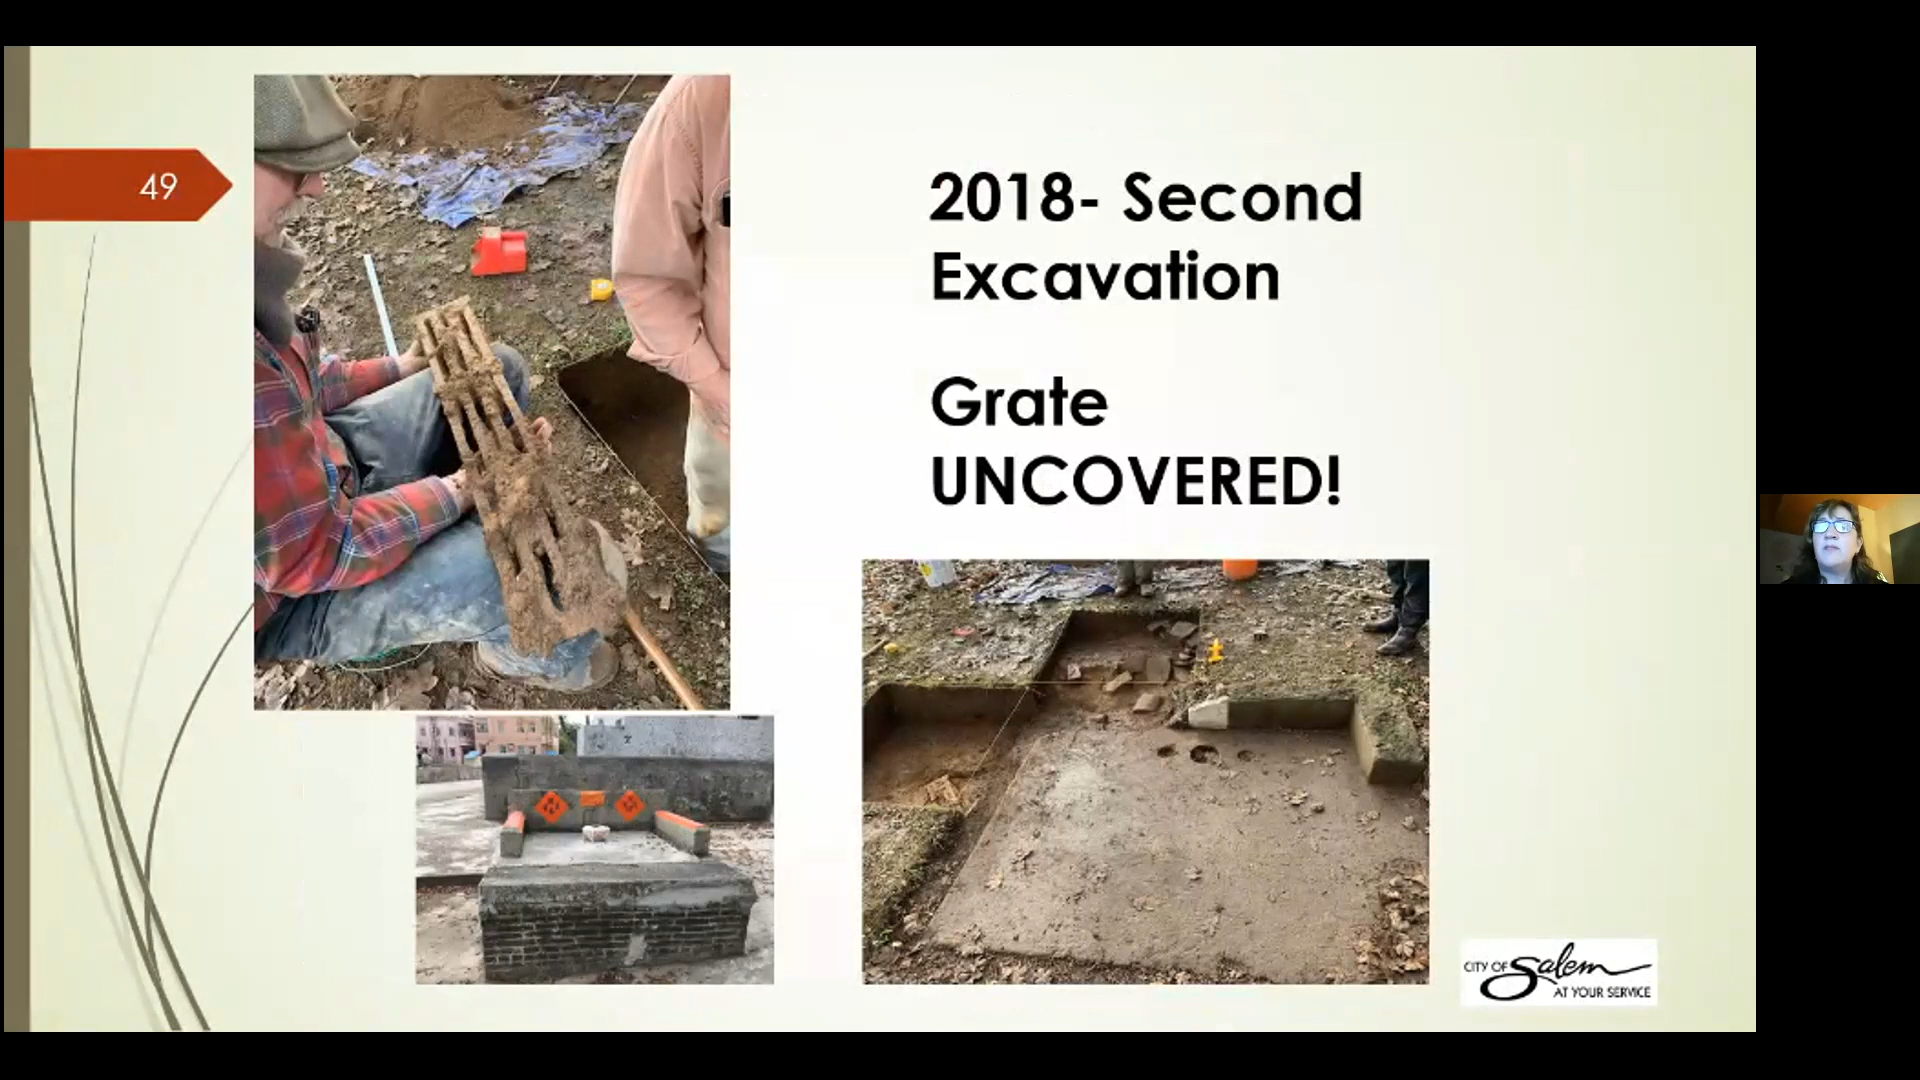 49
2018- Second
Excavation
Grate
UNCOVERED!
CITY OF Salem
AT YOUR SERVICE